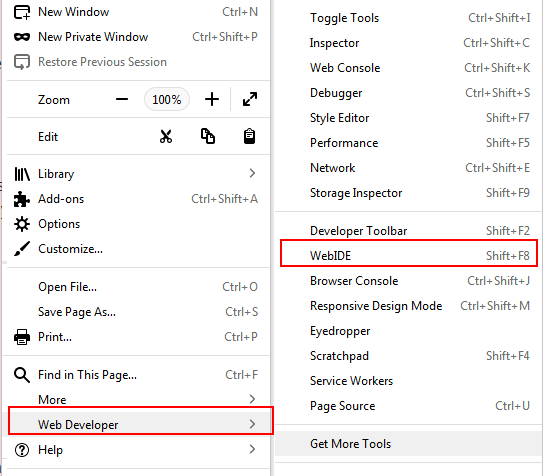 New Window Ctrl+N
New Private Window Ctrl+Shift+P
Restore Previous Session
Zoom 100%
Edit
Library
Add-ons Ctrl+Shift+A
Options
Customize...
Open File... Ctrl+O
Save Page As... Ctrl+S
Print... Ctrl+P
Find in This Page... Ctrl+F
More
Web Developer
Help
Toggle Tools Ctrl+Shift+I
Inspector Ctrl+Shift+C
Web Console Ctrl+Shift+K
Debugger Ctrl+Shift+S
Style Editor Shift+F7
Performance Shift+F5
Network Ctrl+Shift+E
Storage Inspector Shift+F9
Developer Toolbar Shift+F2
WebIDE Shift+F8
Browser Console Ctrl+Shift+J
Responsive Design Mode Ctrl+Shift+M
Eyedropper
Scratchpad Shift+F4
Service Workers
Page Source Ctrl+U
Get More Tools